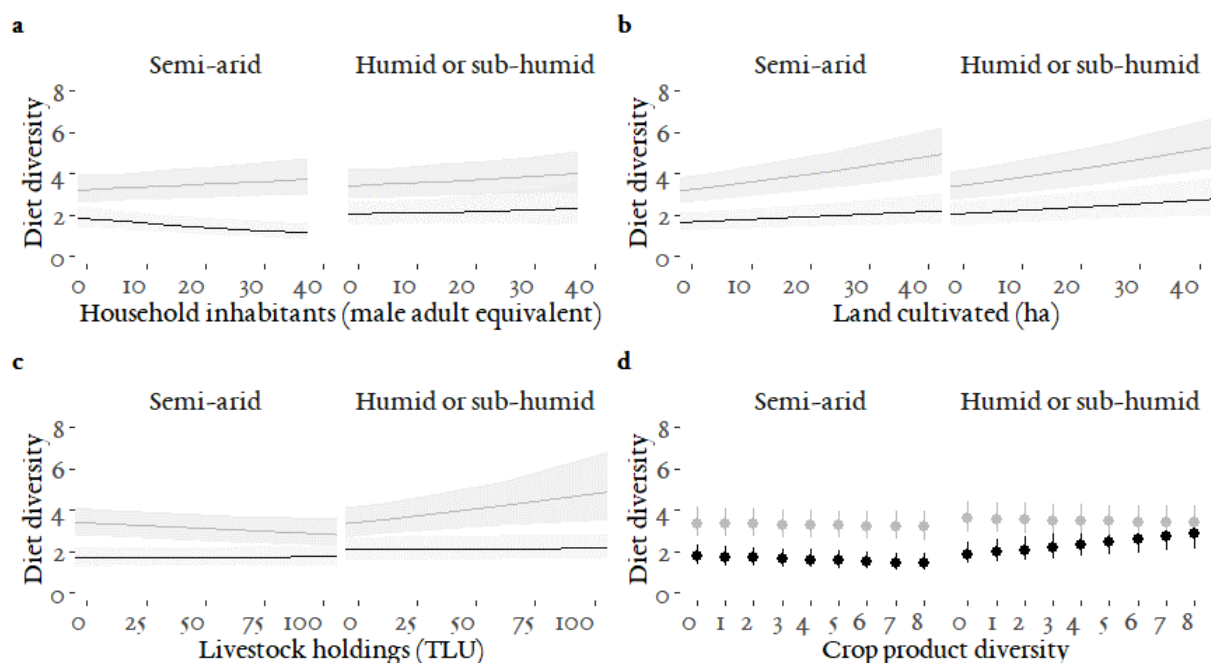 a
Semi-arid Humid or sub-humid
Diet diversity
8
6
4
2
0
0 10 20 30 40 0 10 20 30 40
Household inhabitants (male adult equivalent)
b
Semi-arid Humid or sub-humid
Diet diversity
8
6
4
2
0
0 10 20 30 40 0 10 20 30 40
Land cultivated (ha)
c
Semi-arid Humid or sub-humid
Diet diversity
8
6
4
2
0
0 25 50 75 100 0 25 50 75 100
Livestock holdings (TLU)
d
Semi-arid Humid or sub-humid
Diet diversity
8
6
4
2
0
0 1 2 3 4 5 6 7 8 0 1 2 3 4 5 6 7 8
Crop product diversity